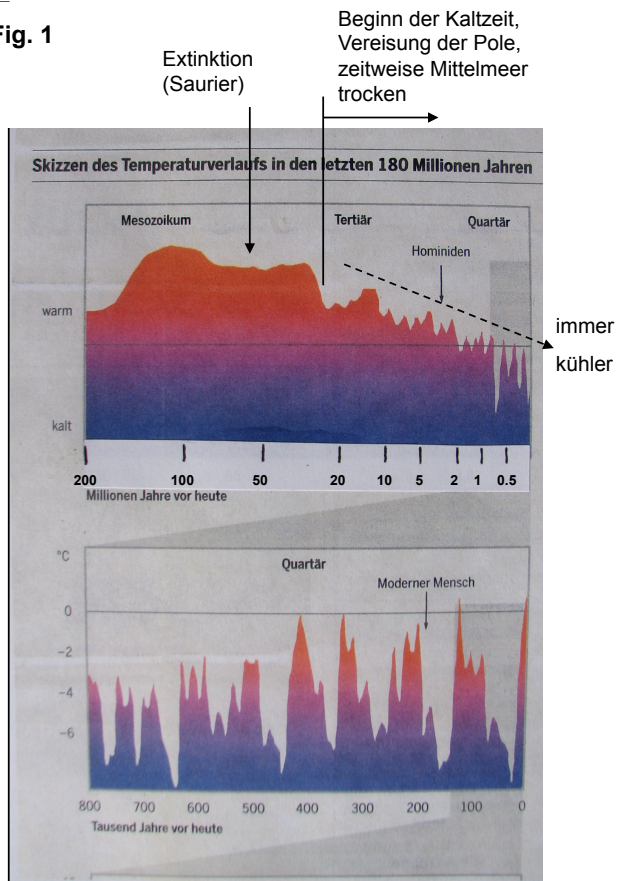 Fig. 1
Extinktion
(Saurier)
Beginn der Kaltzeit,
Vereisung der Pole,
zeitweise Mittelmeer
trocken
Skizzen des Temperaturverlaufs in den letzten 180 Millionen Jahren
Mesozoikum
Tertiär
Quartär
Hominiden
warm
kalt
immer
kühler
200 100 50 20 10 5 2 1 0.5
Millionen Jahre vor heute
°C
Quartär
Moderner Mensch
0
−2
−4
−6
800 700 600 500 400 300 200 100 0
Tausend Jahre vor heute